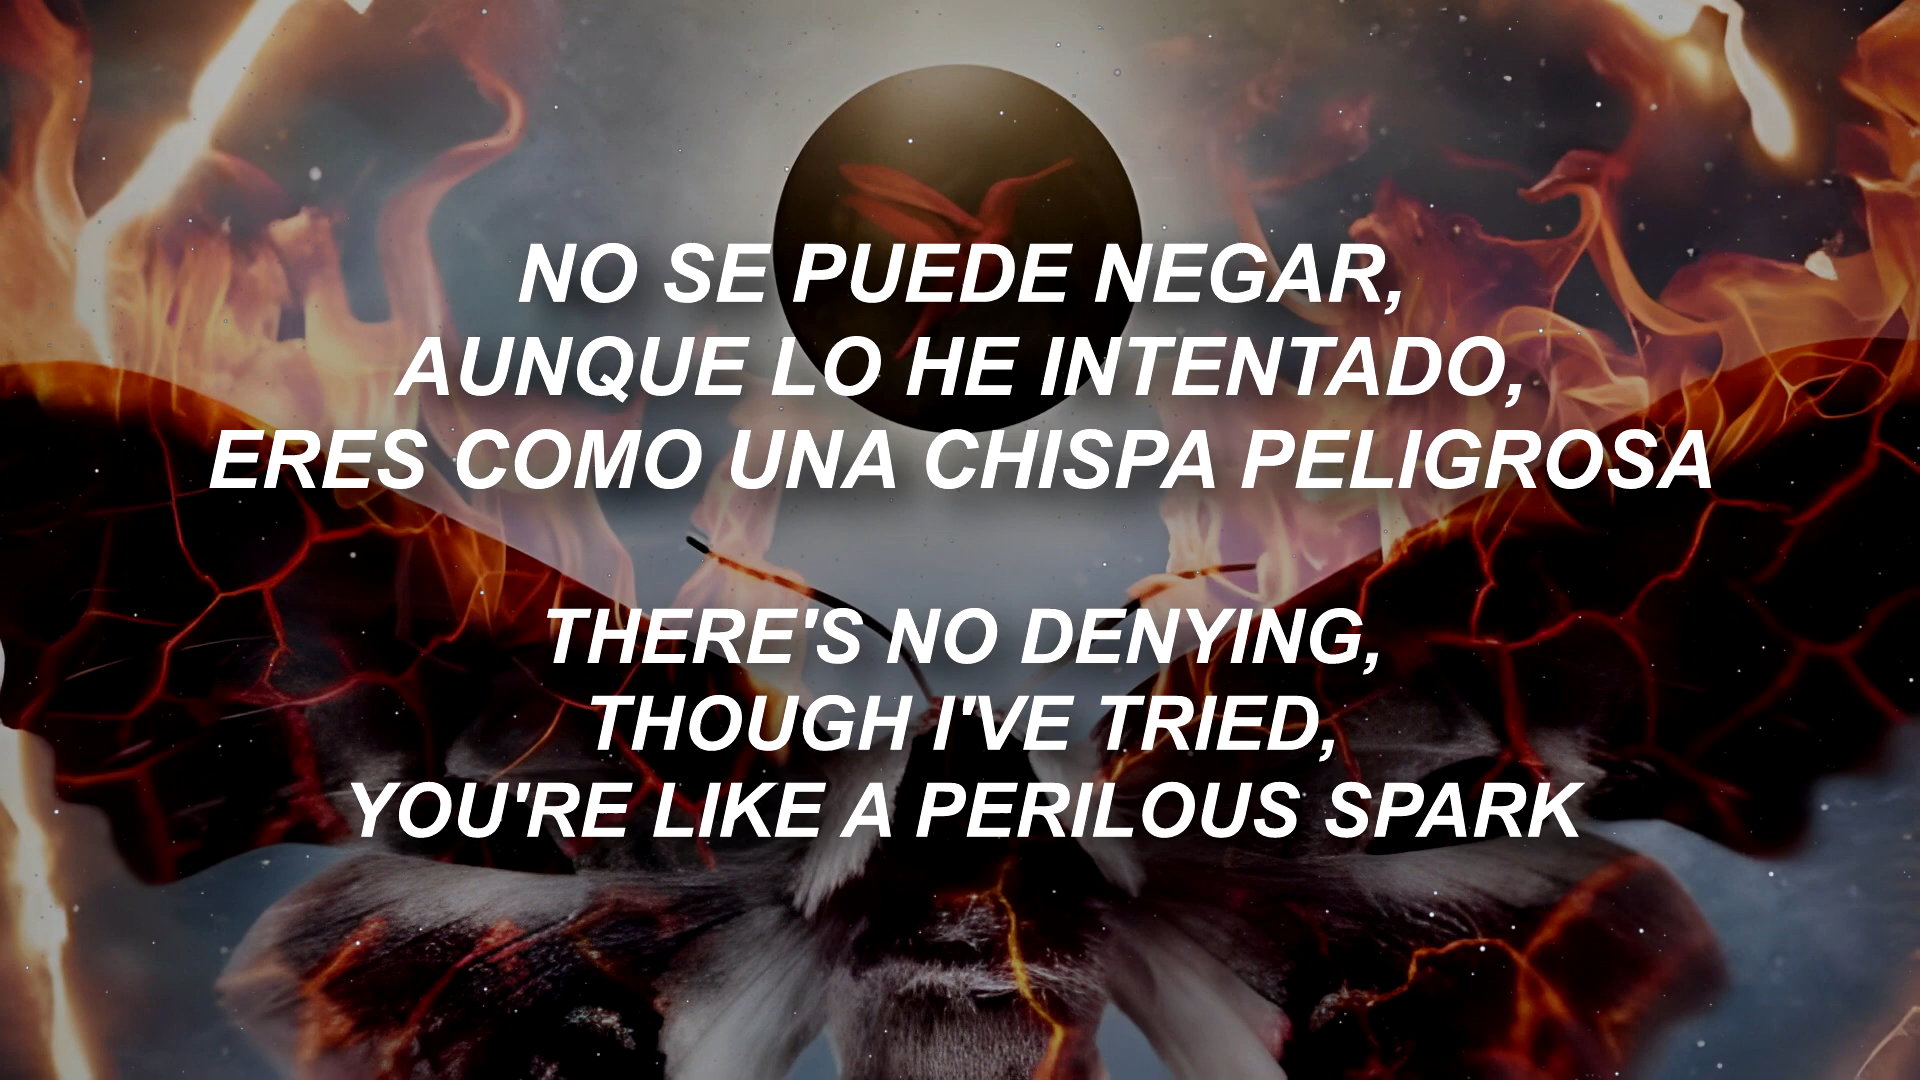 NO SE PUEDE NEGAR,
AUNQUE LO HE INTENTADO,
ERES COMO UNA CHISPA PELIGROSA
THERE'S NO DENYING,
THOUGH I'VE TRIED,
YOU'RE LIKE A PERILOUS SPARK